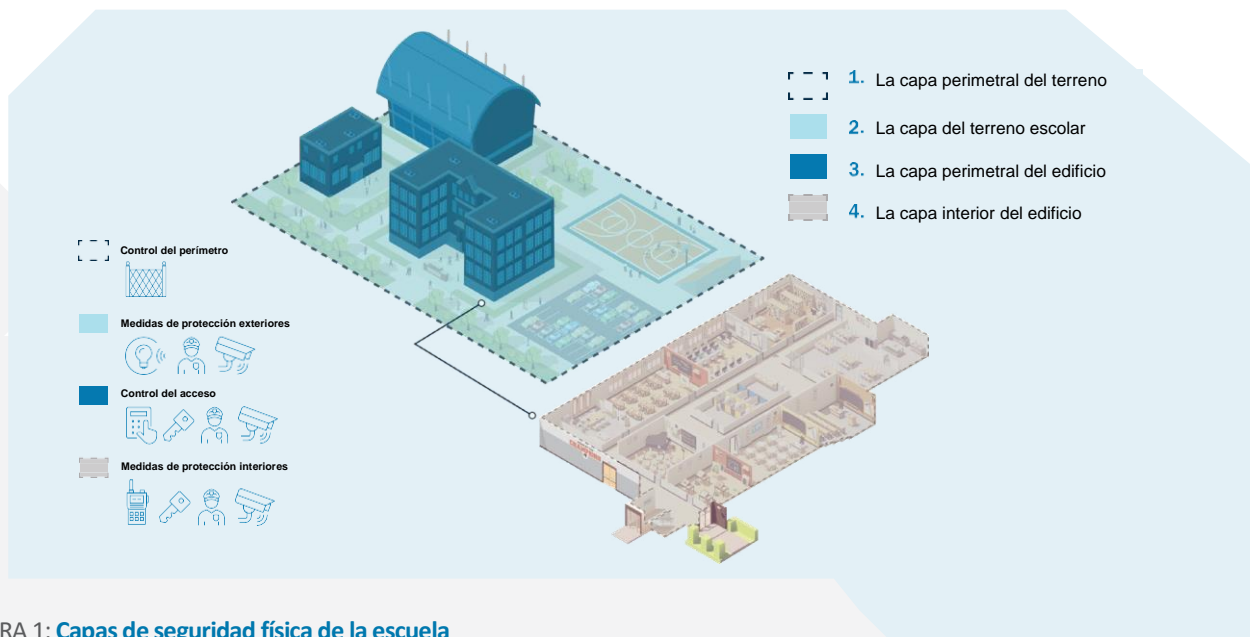 1. La capa perimetral del terreno
2. La capa del terreno escolar
3. La capa perimetral del edificio
4. La capa interior del edificio
Control del perímetro
Medidas de protección exteriores
Control del acceso
Medidas de protección interiores
RA 1: Capas de seguridad física de la escuela